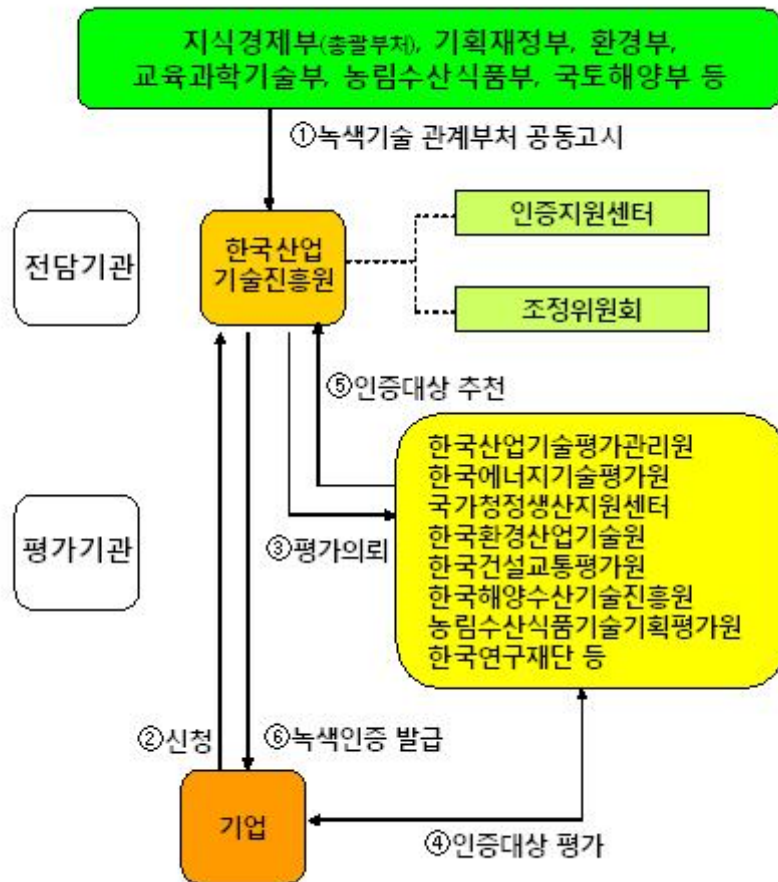 지식경제부(총괄부처), 기획재정부, 환경부,
교육과학기술부, 농림수산식품부, 국토해양부 등
①녹색기술 관계부처 공동고시
전담기관
한국산업
기술진흥원
인증지원센터
조정위원회
⑤인증대상 추천
평가기관
③평가의뢰
한국산업기술평가관리원
한국에너지기술평가원
국가청정생산지원센터
한국환경산업기술원
한국건설교통평가원
한국해양수산기술진흥원
농림수산식품기술기획평가원
한국연구재단 등
②신청
⑥녹색인증 발급
기업
④인증대상 평가